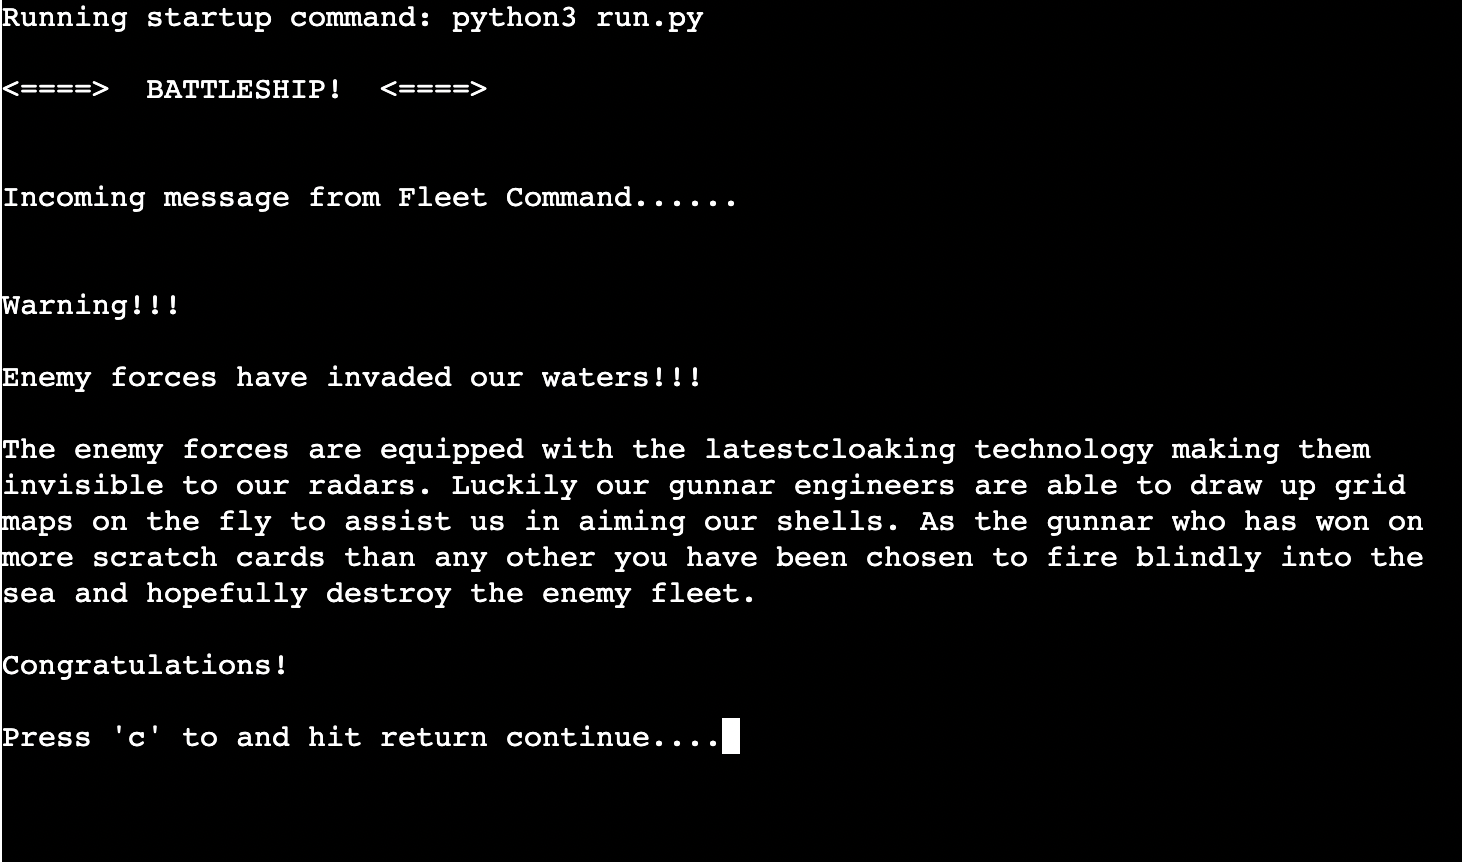 Running startup command: python3 run.py
<====>  BATTLESHIP!  <====>
Incoming message from Fleet Command......
Warning!!!
Enemy forces have invaded our waters!!!
The enemy forces are equipped with the latestcloaking technology making them
invisible to our radars. Luckily our gunnar engineers are able to draw up grid
maps on the fly to assist us in aiming our shells. As the gunnar who has won on
more scratch cards than any other you have been chosen to fire blindly into the
sea and hopefully destroy the enemy fleet.
Congratulations!
Press 'c' to and hit return continue....